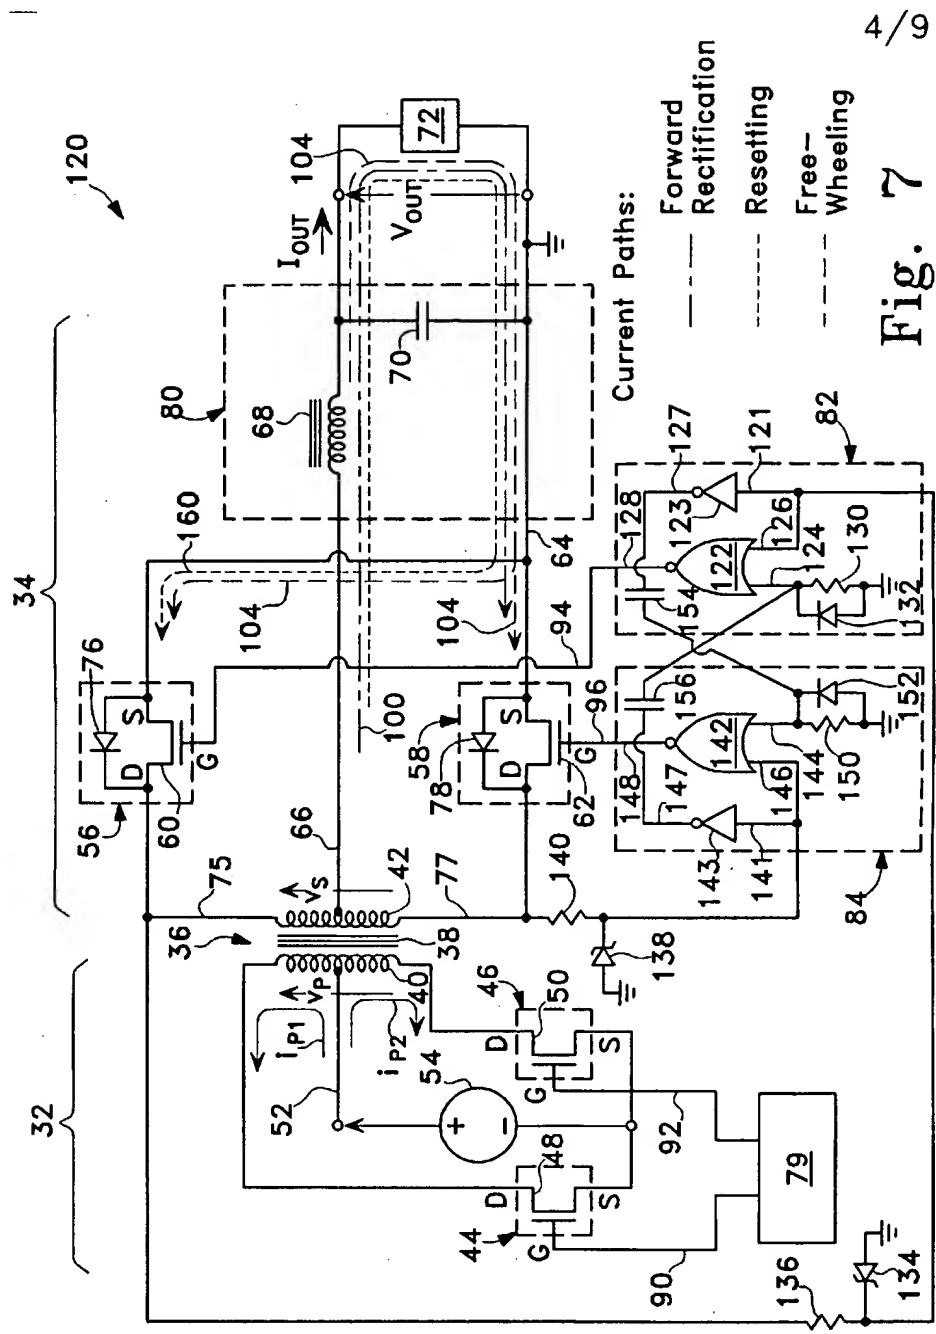 4/9
120
34
32
36
56
76
D
S
G
60
75
66
100
104
160
80
68
70
I_OUT
104
V_OUT
72
64
104
94
58
78
D
S
G
62
96
77
42
v_S
38
40
v_P
i_P1
i_P2
52
54
+
−
46
50
D
S
G
44
48
D
S
G
92
90
79
136
134
138
140
84
141
143
147
148
142
146
144
150
152
156
154
128
122
124
126
130
132
123
127
121
82
Current Paths:
Forward
Rectification
Resetting
Free-
Wheeling
Fig. 7